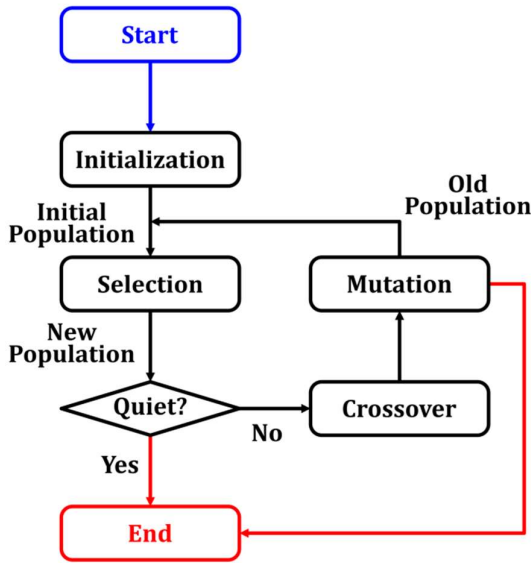 Start
Initialization
Initial
Population
Old
Population
Selection
Mutation
New
Population
Quiet?
No
Crossover
Yes
End